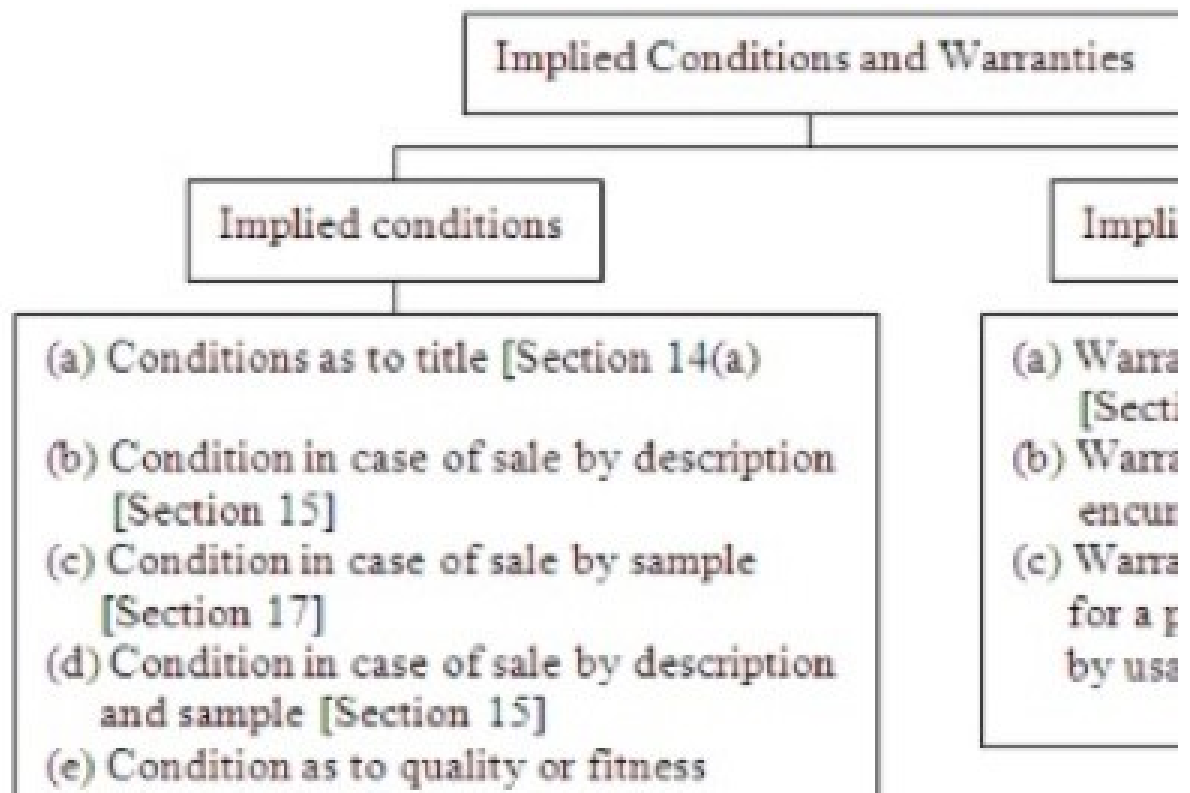 Implied Conditions and Warranties
Implied conditions
(a) Conditions as to title [Section 14(a)
(b) Condition in case of sale by description
[Section 15]
(c) Condition in case of sale by sample
[Section 17]
(d) Condition in case of sale by description
and sample [Section 15]
(e) Condition as to quality or fitness
(a)
(b)
(c)
for a
by